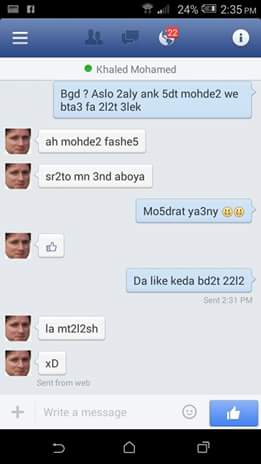 24% 2:35 PM
22
Khaled Mohamed
Bgd ? Aslo 2aly ank 5dt mohde2 we
bta3 fa 2l2t 3lek
ah mohde2 fashe5
sr2to mn 3nd aboya
Mo5drat ya3ny
Da like keda bd2t 22l2
Sent 2:31 PM
la mt2l2sh
xD
Sent from web
Write a message